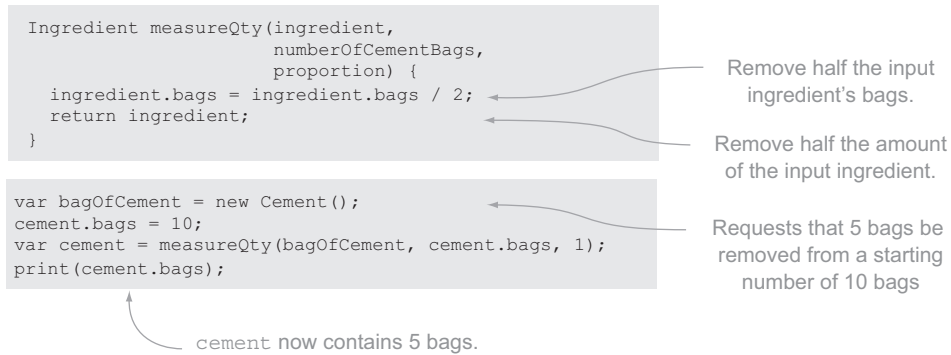 Ingredient measureQty(ingredient,
numberOfCementBags,
proportion) {
ingredient.bags = ingredient.bags / 2;
return ingredient;
}
Remove half the input
ingredient's bags.
Remove half the amount
of the input ingredient.
var bagOfCement = new Cement();
cement.bags = 10;
var cement = measureQty(bagOfCement, cement.bags, 1);
print(cement.bags);
Requests that 5 bags be
removed from a starting
number of 10 bags
cement now contains 5 bags.